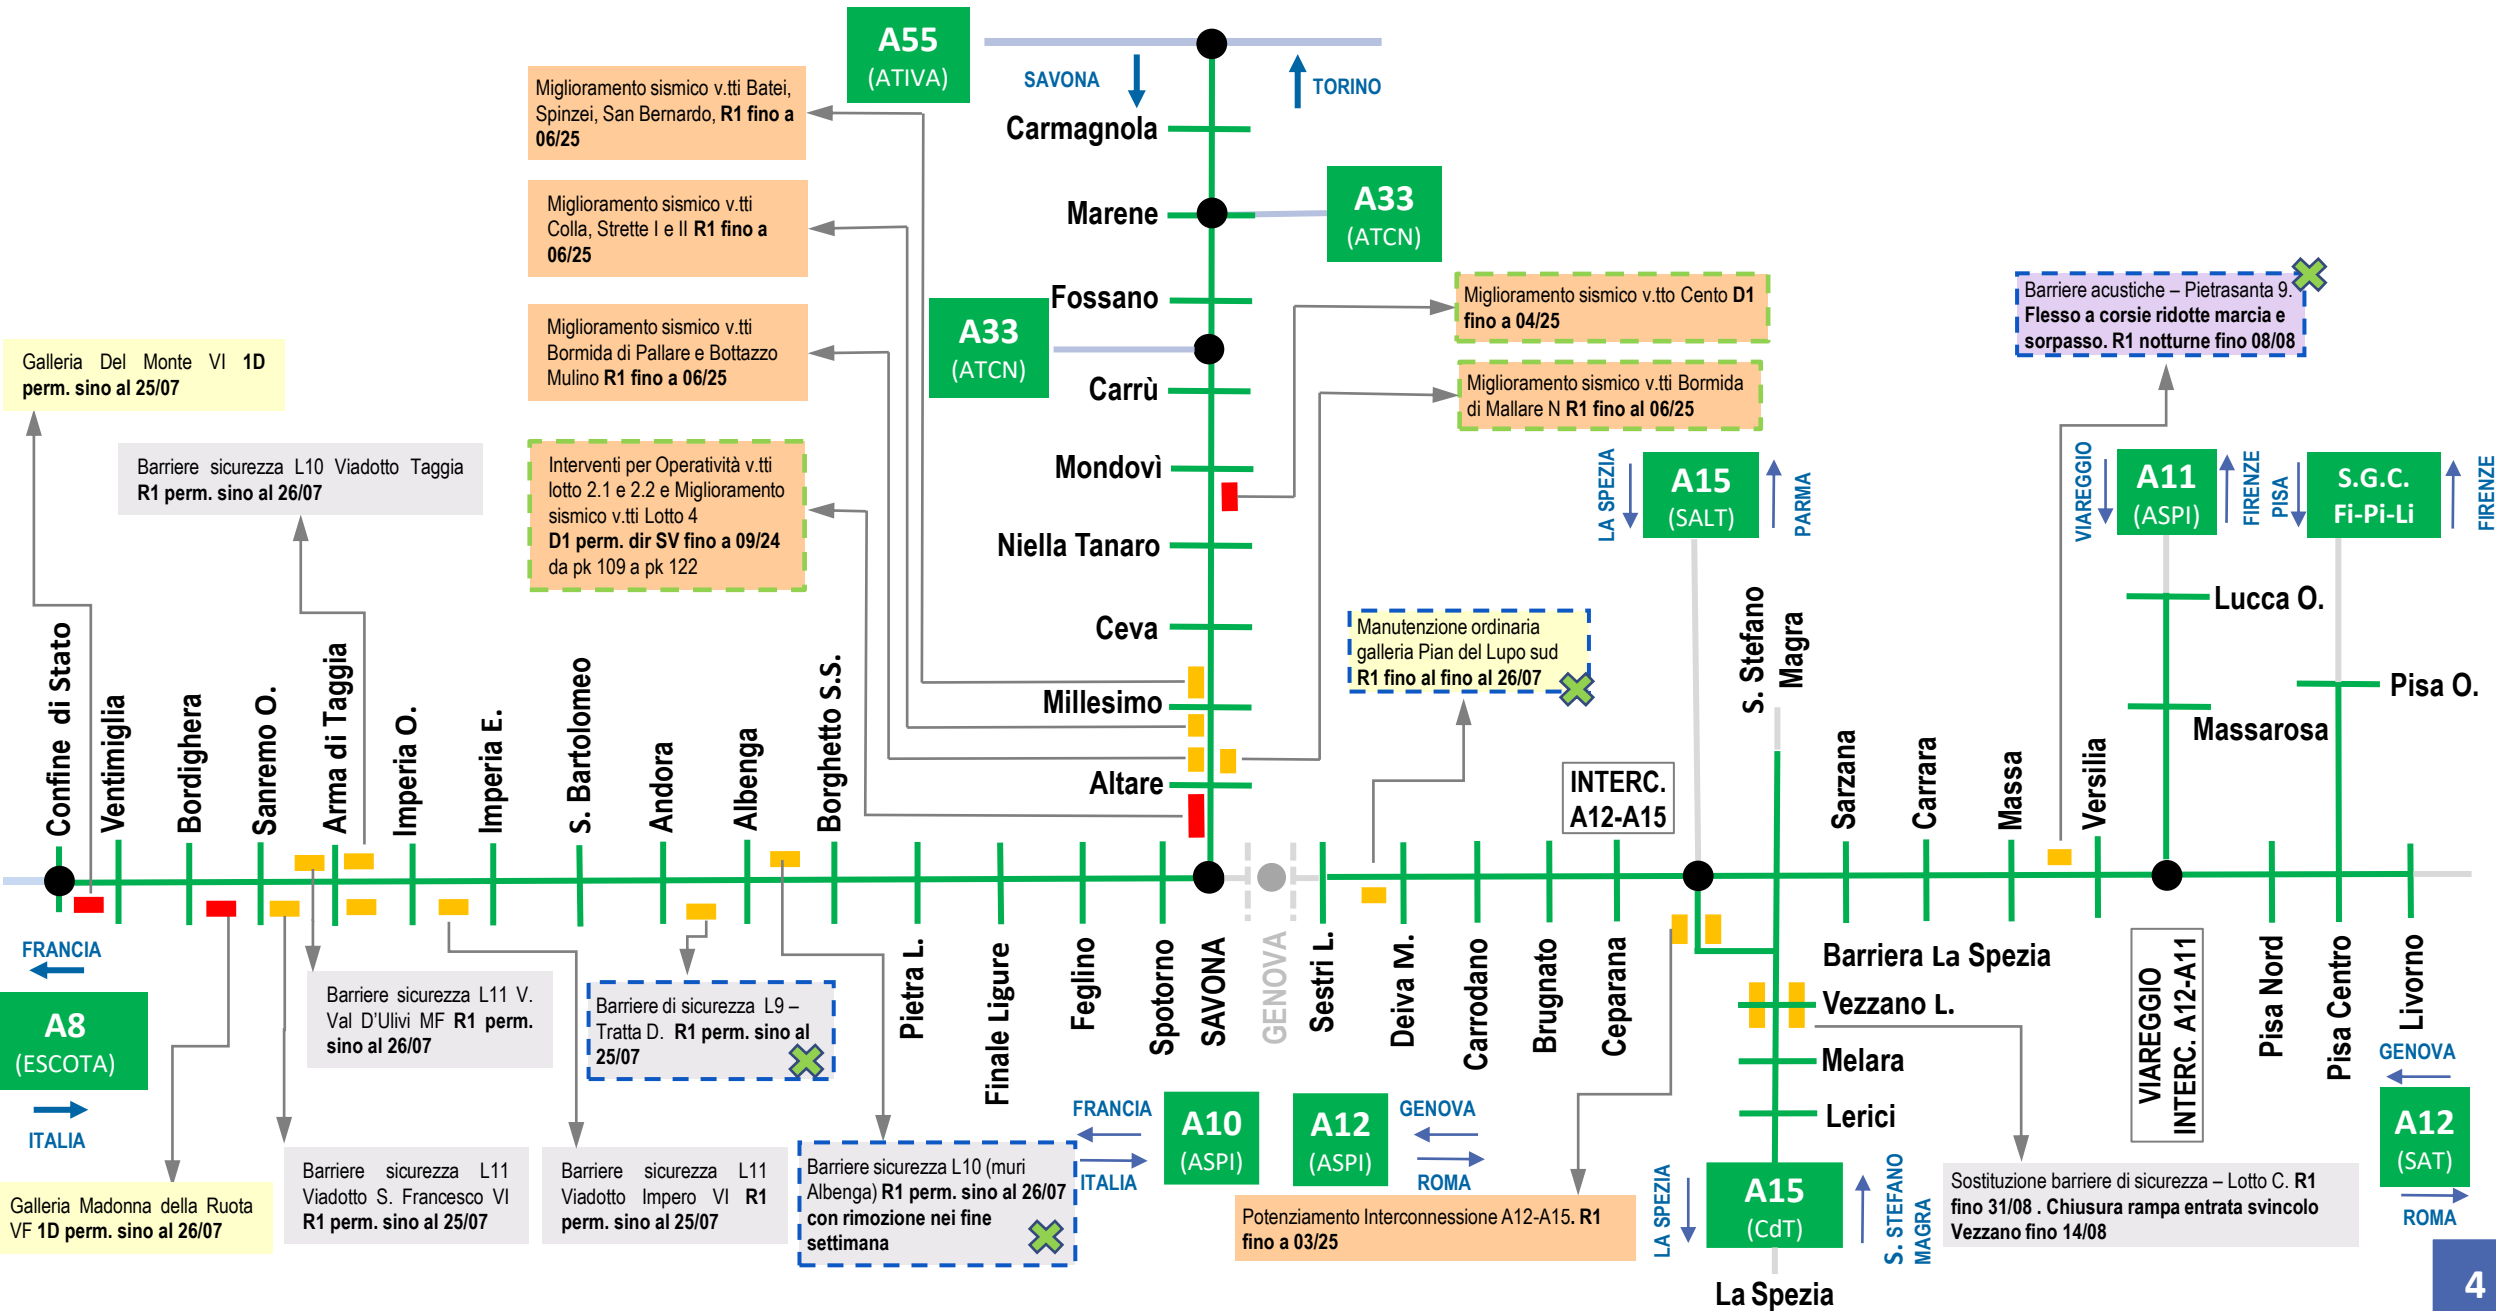 A55
(ATIVA)
SAVONA
TORINO
Miglioramento sismico v.tti Batei,
Spinzei, San Bernardo, R1 fino a
06/25
Carmagnola
Miglioramento sismico v.tti
Colla, Strette I e II R1 fino a
06/25
Marene
A33
(ATCN)
Fossano
A33
(ATCN)
Miglioramento sismico v.tto Cento D1
fino a 04/25
Barriere acustiche – Pietrasanta 9.
Flesso a corsie ridotte marcia e
sorpasso. R1 notturne fino 08/08
Miglioramento sismico v.tti
Bormida di Pallare e Bottazzo
Mulino R1 fino a 06/25
Galleria Del Monte VI 1D
perm. sino al 25/07
Carrù
Miglioramento sismico v.tti Bormida
di Mallare N R1 fino al 06/25
Barriere sicurezza L10 Viadotto Taggia
R1 perm. sino al 26/07
Interventi per Operatività v.tti
lotto 2.1 e 2.2 e Miglioramento
sismico v.tti Lotto 4
D1 perm. dir SV fino a 09/24
da pk 109 a pk 122
Mondovì
LA SPEZIA
A15
(SALT)
PARMA
VIAREGGIO
A11
(ASPI)
FIRENZE
PISA
S.G.C.
Fi-Pi-Li
FIRENZE
Niella Tanaro
Ceva
Lucca O.
Manutenzione ordinaria
galleria Pian del Lupo sud
R1 fino al fino al 26/07
S. Stefano
Magra
Pisa O.
Millesimo
Massarosa
Altare
INTERC.
A12-A15
Confine di Stato
Ventimiglia
Bordighera
Sanremo O.
Arma di Taggia
Imperia O.
Imperia E.
S. Bartolomeo
Andora
Albenga
Borghetto S.S.
Sarzana
Carrara
Massa
Versilia
Pietra L.
Finale Ligure
Feglino
Spotorno
SAVONA
GENOVA
Sestri L.
Deiva M.
Carrodano
Brugnato
Ceparana
Barriera La Spezia
Vezzano L.
Melara
Lerici
VIAREGGIO
INTERC. A12-A11
Pisa Nord
Pisa Centro
Livorno
FRANCIA
A8
(ESCOTA)
ITALIA
Barriere sicurezza L11 V.
Val D'Ulivi MF R1 perm.
sino al 26/07
Barriere di sicurezza L9 –
Tratta D. R1 perm. sino al
25/07
GENOVA
A12
(SAT)
ROMA
FRANCIA
A10
(ASPI)
ITALIA
A12
(ASPI)
GENOVA
ROMA
Galleria Madonna della Ruota
VF 1D perm. sino al 26/07
Barriere sicurezza L11
Viadotto S. Francesco VI
R1 perm. sino al 25/07
Barriere sicurezza L11
Viadotto Impero VI R1
perm. sino al 25/07
Barriere sicurezza L10 (muri
Albenga) R1 perm. sino al 26/07
con rimozione nei fine
settimana
Potenziamento Interconnessione A12-A15. R1
fino a 03/25
LA SPEZIA
A15
(CdT)
S. STEFANO
MAGRA
Sostituzione barriere di sicurezza – Lotto C. R1
fino 31/08 . Chiusura rampa entrata svincolo
Vezzano fino 14/08
La Spezia
4